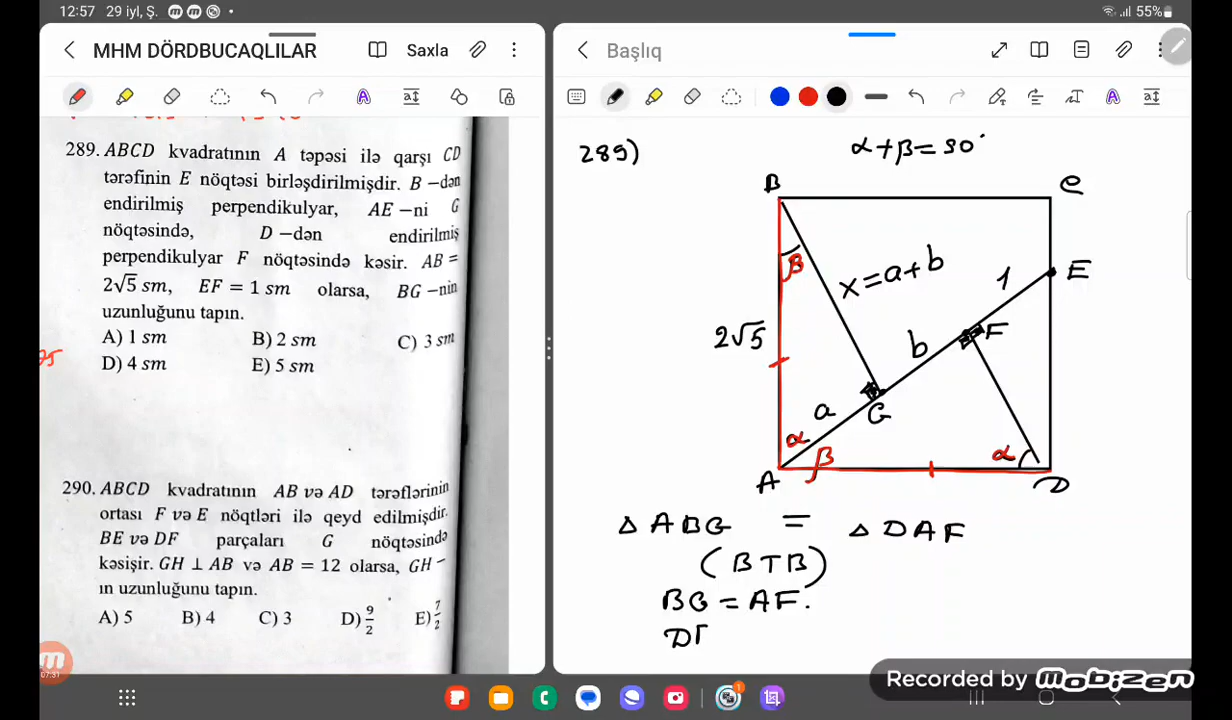 12:57 29 iyl, Ş. 55%
MHM DÖRDBUCAQLILAR Saxla
289. ABCD kvadratının A təpəsi ilə qarşı CD
tərəfinin E nöqtəsi birləşdirilmişdir. B −dən
endirilmiş perpendikulyar, AE −ni G
nöqtəsində, D −dən endirilmiş
perpendikulyar F nöqtəsində kəsir. AB =
2√5 sm, EF = 1 sm olarsa, BG −nin
uzunluğunu tapın.
A) 1 sm B) 2 sm C) 3 sm
D) 4 sm E) 5 sm
290. ABCD kvadratının AB və AD tərəflərinin
ortası F və E nöqtləri ilə qeyd edilmişdir.
BE və DF parçaları G nöqtəsində
kəsişir. GH ⊥ AB və AB = 12 olarsa, GH −
ın uzunluğunu tapın.
A) 5 B) 4 C) 3 D) 9/2 E) 7/2
07:31
Başlıq
289) α+β=90°
B C
β x=a+b 1 E
2√5 b F
a G
α β α
A D
△ABG = △DAF
(BTB)
BG = AF.
DF
Recorded by mobizen